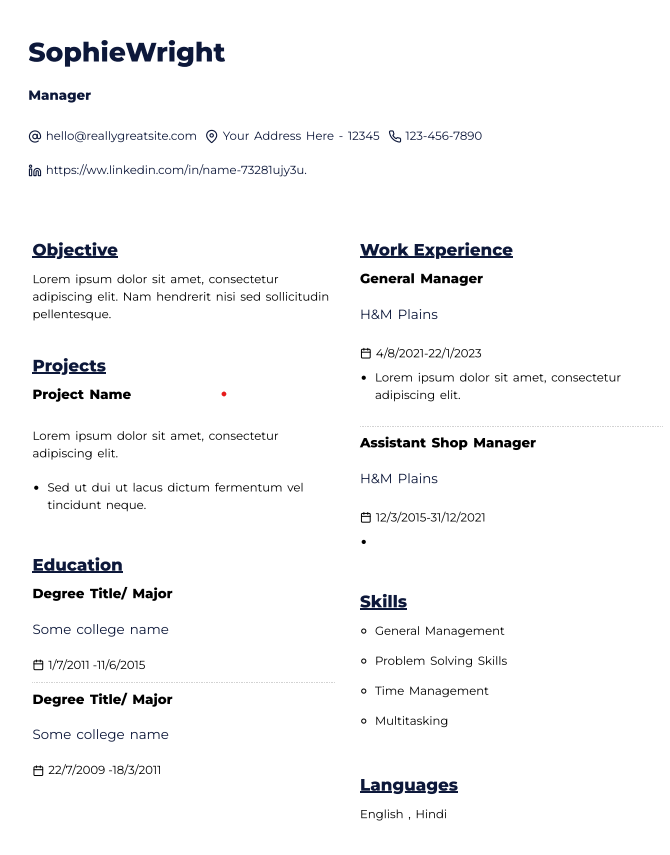 SophieWright
Manager
hello@reallygreatsite.com Your Address Here - 12345 123-456-7890
https://ww.linkedin.com/in/name-73281ujy3u.
Objective
Lorem ipsum dolor sit amet, consectetur
adipiscing elit. Nam hendrerit nisi sed sollicitudin
pellentesque.
Projects
Project Name
Lorem ipsum dolor sit amet, consectetur
adipiscing elit.
• Sed ut dui ut lacus dictum fermentum vel
tincidunt neque.
Education
Degree Title/ Major
Some college name
1/7/2011 -11/6/2015
Degree Title/ Major
Some college name
22/7/2009 -18/3/2011
Work Experience
General Manager
H&M Plains
4/8/2021-22/1/2023
• Lorem ipsum dolor sit amet, consectetur
adipiscing elit.
Assistant Shop Manager
H&M Plains
12/3/2015-31/12/2021
Skills
General Management
Problem Solving Skills
Time Management
Multitasking
Languages
English , Hindi